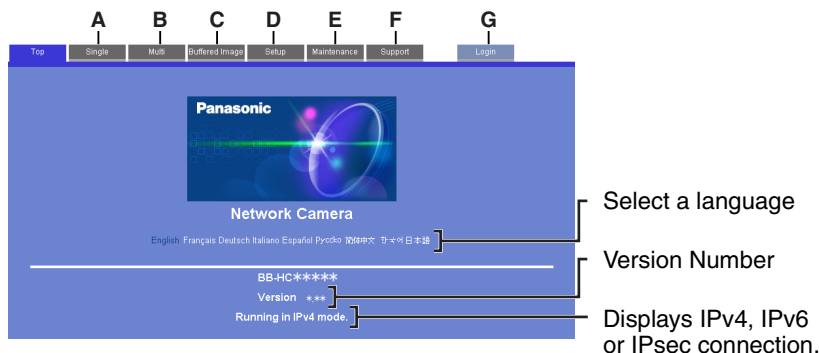 A B C D E F G
Top Single Multi Buffered Image Setup Maintenance Support Login
Panasonic
Network Camera
English Français Deutsch Italiano Español Русско 简体中文 한국어 日本語
Select a language
BB-HC*****
Version *.**
Version Number
Running in IPv4 mode.
Displays IPv4, IPv6
or IPsec connection.